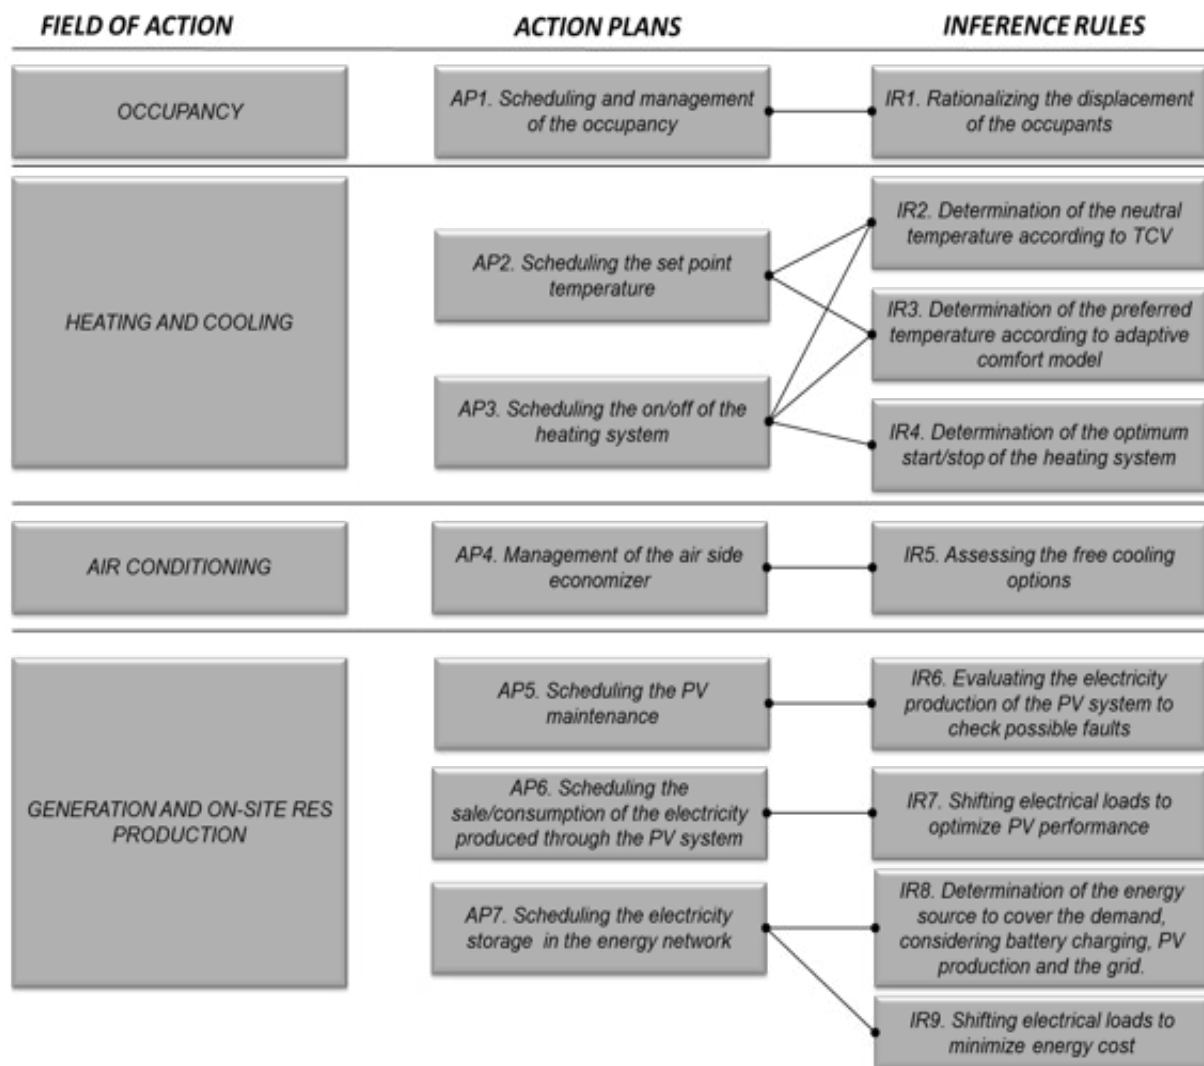 FIELD OF ACTION
ACTION PLANS
INFERENCE RULES
OCCUPANCY
AP1. Scheduling and management
of the occupancy
IR1. Rationalizing the displacement
of the occupants
HEATING AND COOLING
AP2. Scheduling the set point
temperature
AP3. Scheduling the on/off of the
heating system
IR2. Determination of the neutral
temperature according to TCV
IR3. Determination of the preferred
temperature according to adaptive
comfort model
IR4. Determination of the optimum
start/stop of the heating system
AIR CONDITIONING
AP4. Management of the air side
economizer
IR5. Assessing the free cooling
options
GENERATION AND ON-SITE RES
PRODUCTION
AP5. Scheduling the PV
maintenance
IR6. Evaluating the electricity
production of the PV system to
check possible faults
AP6. Scheduling the
sale/consumption of the electricity
produced through the PV system
IR7. Shifting electrical loads to
optimize PV performance
AP7. Scheduling the electricity
storage in the energy network
IR8. Determination of the energy
source to cover the demand,
considering battery charging, PV
production and the grid.
IR9. Shifting electrical loads to
minimize energy cost